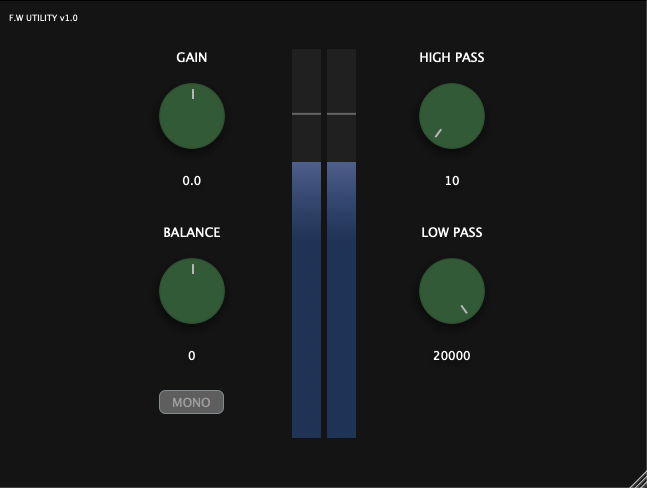 F.W UTILITY v1.0
GAIN
HIGH PASS
0.0
10
BALANCE
LOW PASS
0
20000
MONO